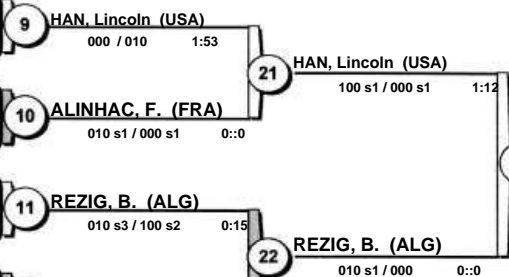 9 HAN, Lincoln (USA)
000 / 010 1:53
21 HAN, Lincoln (USA)
100 s1 / 000 s1 1:12
10 ALINHAC, F. (FRA)
010 s1 / 000 s1 0::0
11 REZIG, B. (ALG)
010 s3 / 100 s2 0:15
22 REZIG, B. (ALG)
010 s1 / 000 0::0